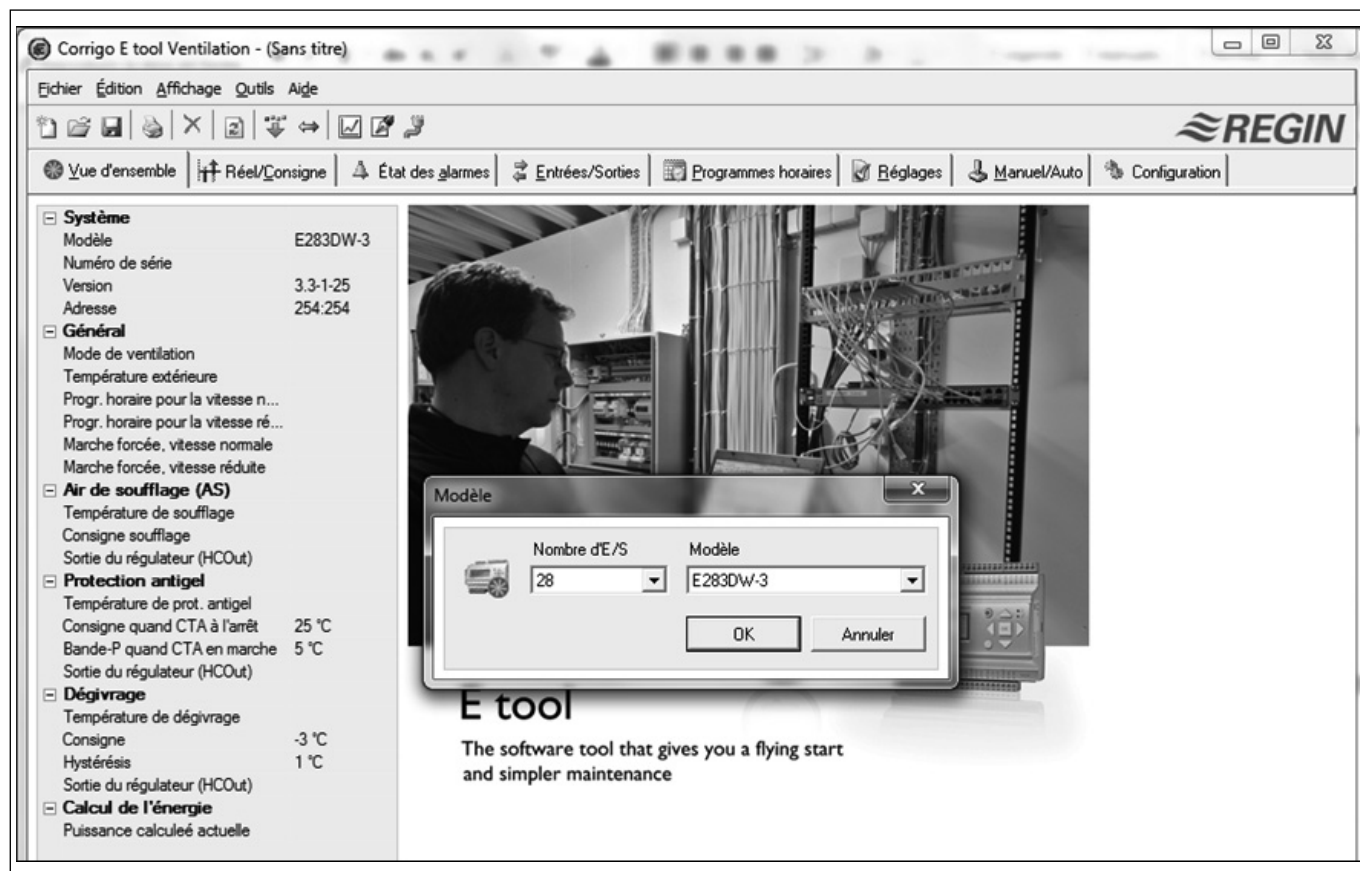 Corrigo E tool Ventilation - (Sans titre)
Fichier Édition Affichage Outils Aide
REGIN
Vue d'ensemble Réel/Consigne État des alarmes Entrées/Sorties Programmes horaires Réglages Manuel/Auto Configuration
Système
Modèle E283DW-3
Numéro de série
Version 3.3-1-25
Adresse 254:254
Général
Mode de ventilation
Température extérieure
Progr. horaire pour la vitesse n...
Progr. horaire pour la vitesse ré...
Marche forcée, vitesse normale
Marche forcée, vitesse réduite
Air de soufflage (AS)
Température de soufflage
Consigne soufflage
Sortie du régulateur (HCOut)
Protection antigel
Température de prot. antigel
Consigne quand CTA à l'arrêt 25 °C
Bande-P quand CTA en marche 5 °C
Sortie du régulateur (HCOut)
Dégivrage
Température de dégivrage
Consigne -3 °C
Hystérésis 1 °C
Sortie du régulateur (HCOut)
Calcul de l'énergie
Puissance calculeé actuelle
Modèle
Nombre d'E/S Modèle
28 E283DW-3
OK Annuler
E tool
The software tool that gives you a flying start
and simpler maintenance